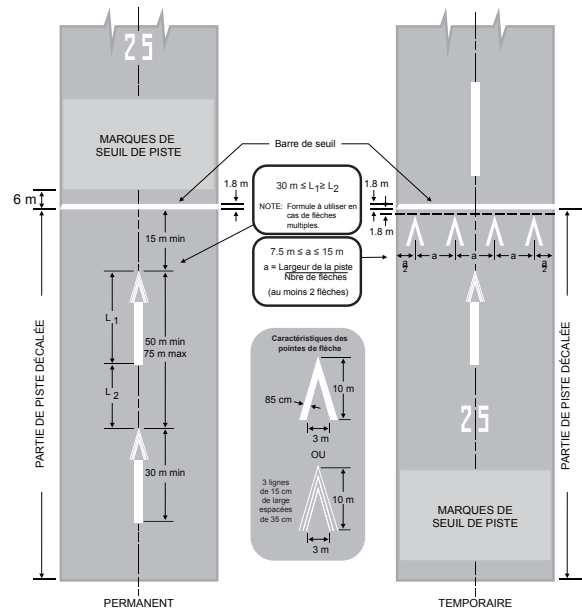 25
MARQUES DE
SEUIL DE PISTE
6 m
1.8 m
15 m min
L1
50 m min
75 m max
L2
30 m min
PARTIE DE PISTE DÉCALÉE
PERMANENT
Barre de seuil
30 m ≤ L1≥ L2
NOTE: Formule à utiliser en
cas de flèches
multiples.
7.5 m ≤ a ≤ 15 m
a = Largeur de la piste
Nbre de flèches
(au moins 2 flèches)
Caractéristiques des
pointes de flèche
10 m
85 cm
3 m
OU
3 lignes
de 15 cm
de large
espacées
de 35 cm
10 m
3 m
1.8 m
1.8 m
a/2
a
a
a
a/2
25
MARQUES DE
SEUIL DE PISTE
PARTIE DE PISTE DÉCALÉE
TEMPORAIRE